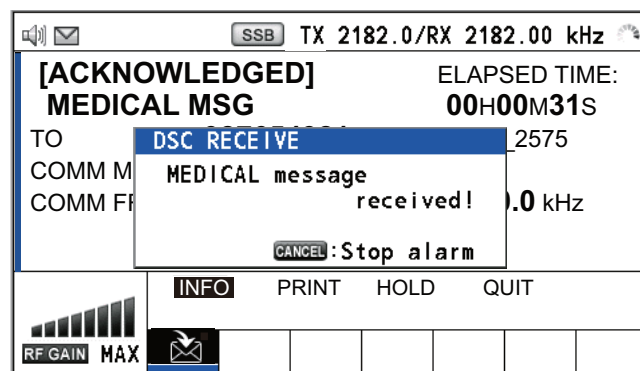 SSB TX 2182.0/RX 2182.00 kHz
[ACKNOWLEDGED] ELAPSED TIME:
MEDICAL MSG 00H00M31S
TO _2575
DSC RECEIVE
COMM M
MEDICAL message
received!
COMM F .0 kHz
CANCEL:Stop alarm
INFO PRINT HOLD QUIT
RF GAIN MAX